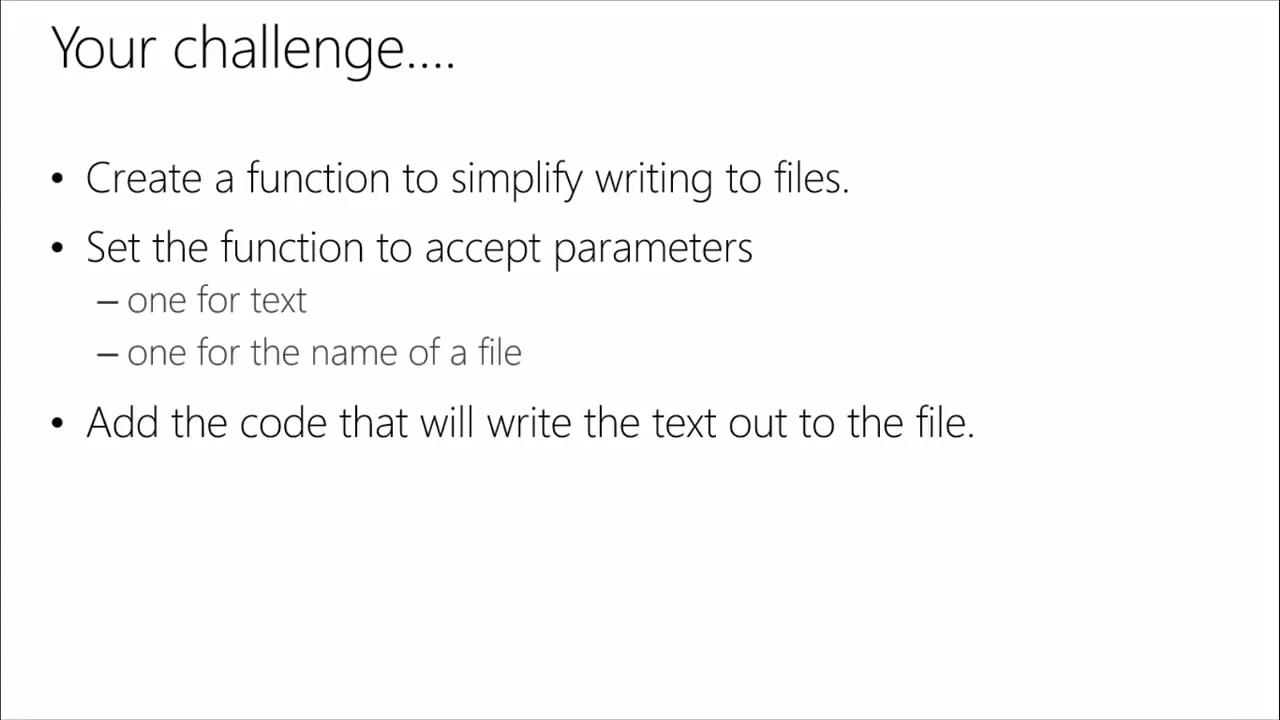 Your challenge....
• Create a function to simplify writing to files.
• Set the function to accept parameters
– one for text
– one for the name of a file
• Add the code that will write the text out to the file.